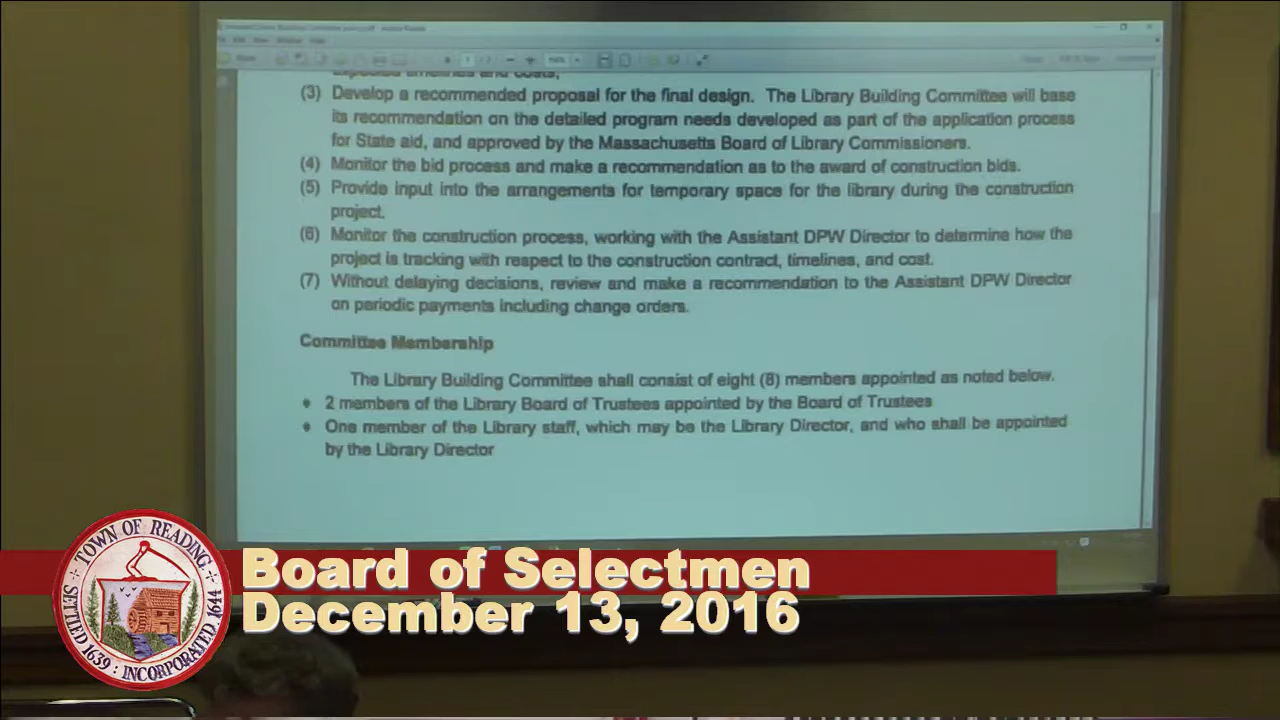 expected timelines and costs;
(3) Develop a recommended proposal for the final design. The Library Building Committee will base
its recommendation on the detailed program needs developed as part of the application process
for State aid, and approved by the Massachusetts Board of Library Commissioners.
(4) Monitor the bid process and make a recommendation as to the award of construction bids.
(5) Provide input into the arrangements for temporary space for the library during the construction
project.
(6) Monitor the construction process, working with the Assistant DPW Director to determine how the
project is tracking with respect to the construction contract, timelines, and cost.
(7) Without delaying decisions, review and make a recommendation to the Assistant DPW Director
on periodic payments including change orders.
Committee Membership
The Library Building Committee shall consist of eight (8) members appointed as noted below.
• 2 members of the Library Board of Trustees appointed by the Board of Trustees
• One member of the Library staff, which may be the Library Director, and who shall be appointed
by the Library Director
TOWN OF READING
SETTLED 1639 : INCORPORATED 1644
Board of Selectmen
December 13, 2016